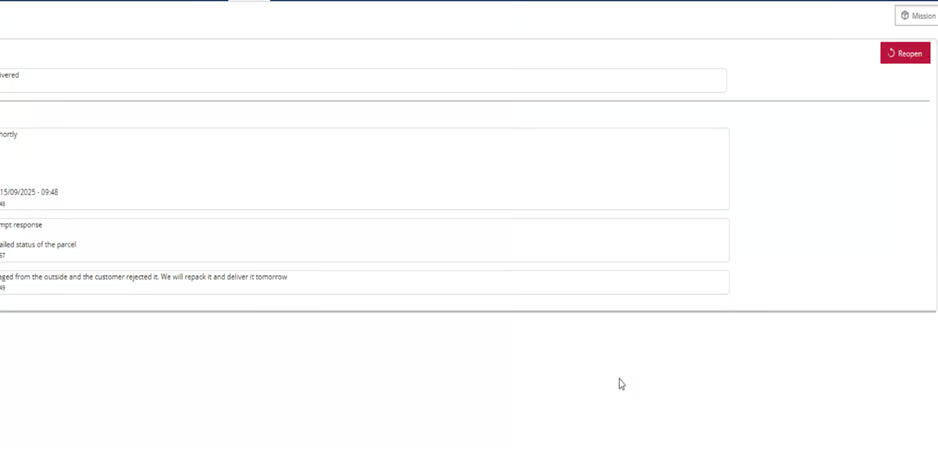 Mission
Reopen
ivered
hortly
15/09/2025 - 09:48
48
mpt response
ailed status of the parcel
57
aged from the outside and the customer rejected it. We will repack it and deliver it tomorrow
49